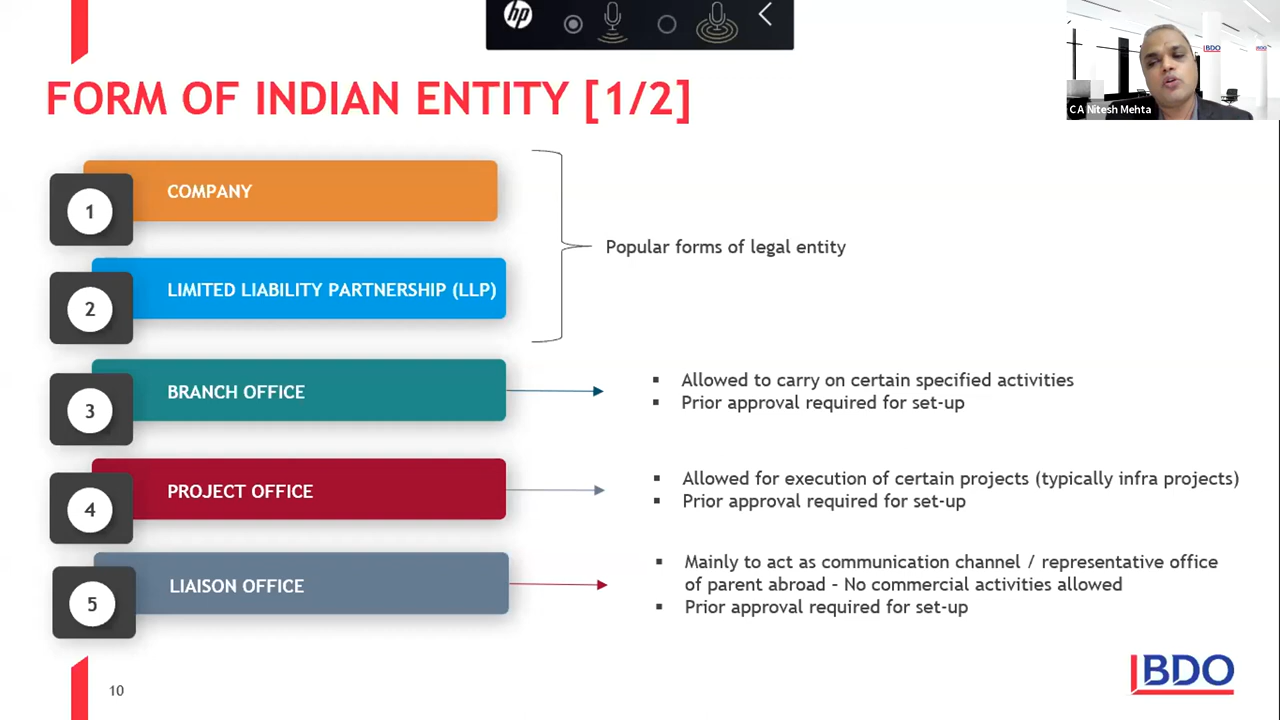 hp
FORM OF INDIAN ENTITY [1/2]
BDO
BDO
CA Nitesh Mehta
1
COMPANY
Popular forms of legal entity
2
LIMITED LIABILITY PARTNERSHIP (LLP)
3
BRANCH OFFICE
▪ Allowed to carry on certain specified activities
▪ Prior approval required for set-up
4
PROJECT OFFICE
▪ Allowed for execution of certain projects (typically infra projects)
▪ Prior approval required for set-up
5
LIAISON OFFICE
▪ Mainly to act as communication channel / representative office
of parent abroad – No commercial activities allowed
▪ Prior approval required for set-up
10
BDO